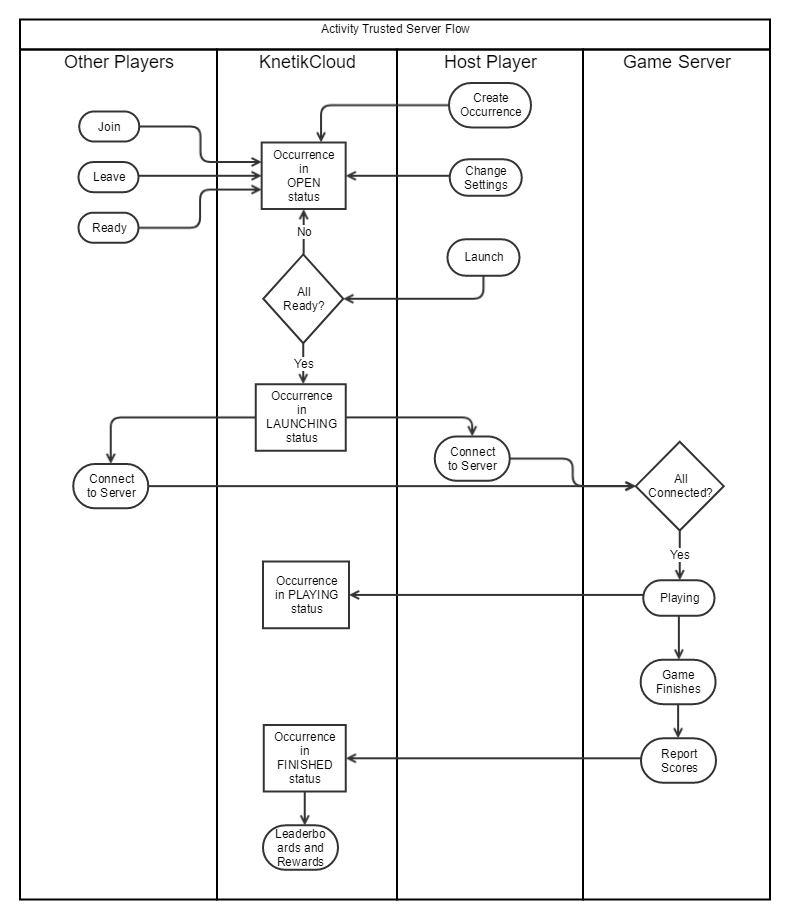 Activity Trusted Server Flow
Other Players
KnetikCloud
Host Player
Game Server
Create
Occurrence
Join
Occurrence
in
OPEN
status
Leave
Change
Settings
Ready
No
Launch
All
Ready?
Yes
Occurrence
in
LAUNCHING
status
Connect
to Server
Connect
to Server
All
Connected?
Yes
Occurrence
in PLAYING
status
Playing
Game
Finishes
Occurrence
in
FINISHED
status
Report
Scores
Leaderbo
ards and
Rewards